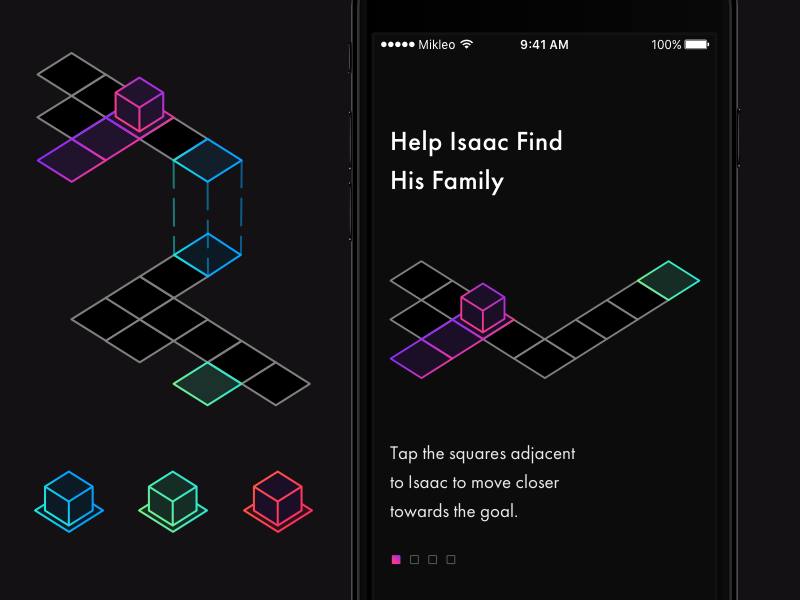 Mikleo
9:41 AM
100%
Help Isaac Find
His Family
Tap the squares adjacent
to Isaac to move closer
towards the goal.